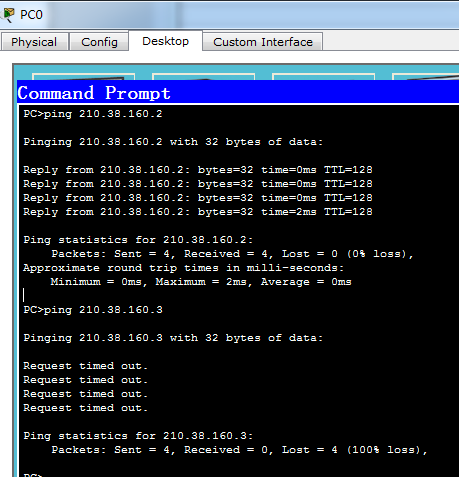 PC0
Physical Config Desktop Custom Interface
Command Prompt
PC>ping 210.38.160.2
Pinging 210.38.160.2 with 32 bytes of data:
Reply from 210.38.160.2: bytes=32 time=0ms TTL=128
Reply from 210.38.160.2: bytes=32 time=0ms TTL=128
Reply from 210.38.160.2: bytes=32 time=0ms TTL=128
Reply from 210.38.160.2: bytes=32 time=2ms TTL=128
Ping statistics for 210.38.160.2:
Packets: Sent = 4, Received = 4, Lost = 0 (0% loss),
Approximate round trip times in milli-seconds:
Minimum = 0ms, Maximum = 2ms, Average = 0ms
PC>ping 210.38.160.3
Pinging 210.38.160.3 with 32 bytes of data:
Request timed out.
Request timed out.
Request timed out.
Request timed out.
Ping statistics for 210.38.160.3:
Packets: Sent = 4, Received = 0, Lost = 4 (100% loss),
PC>